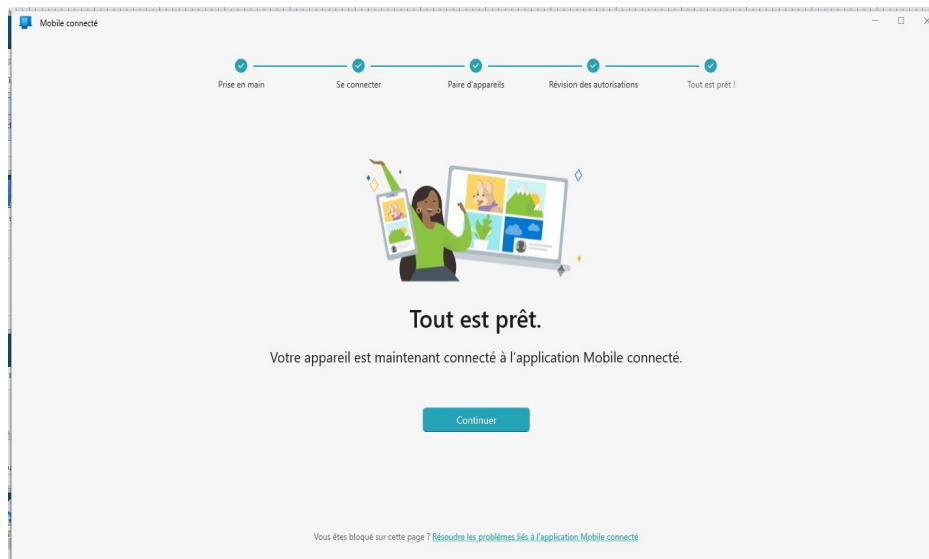 Mobile connecté
Prise en main
Se connecter
Paire d'appareils
Révision des autorisations
Tout est prêt !
Tout est prêt.
Votre appareil est maintenant connecté à l'application Mobile connecté.
Continuer
Vous êtes bloqué sur cette page ? Résoudre les problèmes liés à l'application Mobile connecté